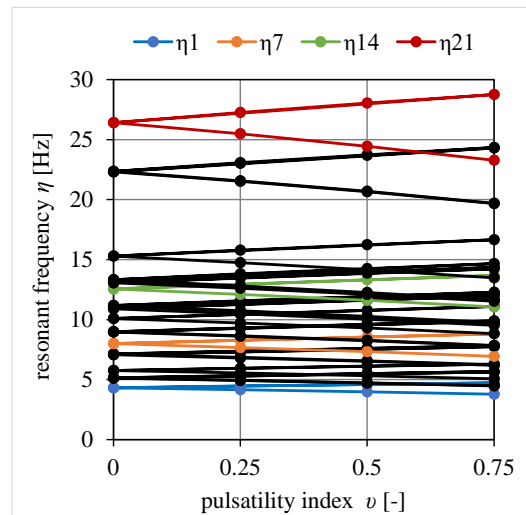 η1 η7 η14 η21
30
25
20
15
10
5
0
resonant frequency η [Hz]
0 0.25 0.5 0.75
pulsatility index υ [-]